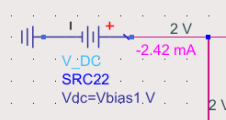 - +
2 V
-2.42 mA
V_DC
SRC22
Vdc=Vbias1 V
2 V